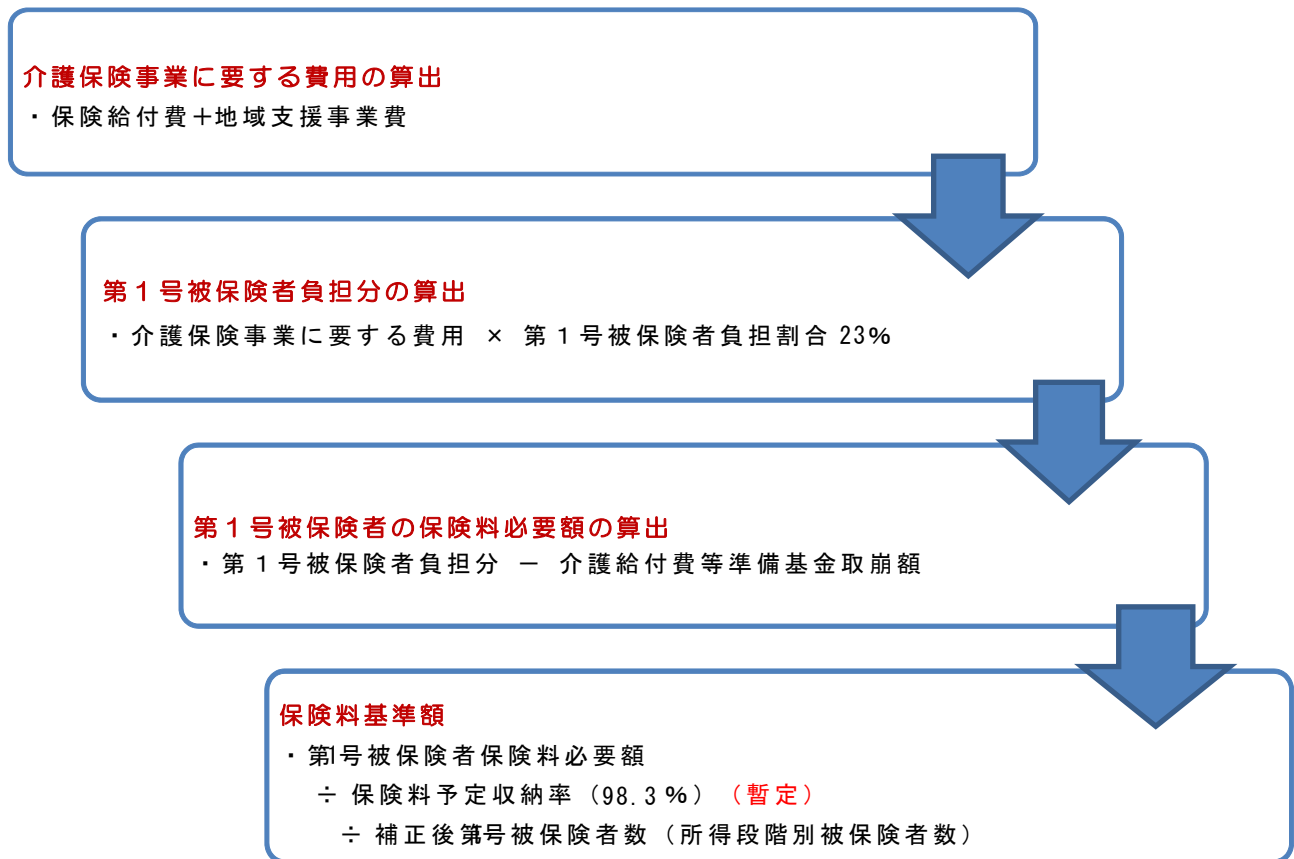 介護保険事業に要する費用の算出
・保険給付費＋地域支援事業費
第１号被保険者負担分の算出
・介護保険事業に要する費用 × 第１号被保険者負担割合 23%
第１号被保険者の保険料必要額の算出
・第１号被保険者負担分 － 介護給付費等準備基金取崩額
保険料基準額
・第1号被保険者保険料必要額
÷ 保険料予定収納率（98.3％）（暫定）
÷ 補正後第1号被保険者数（所得段階別被保険者数）